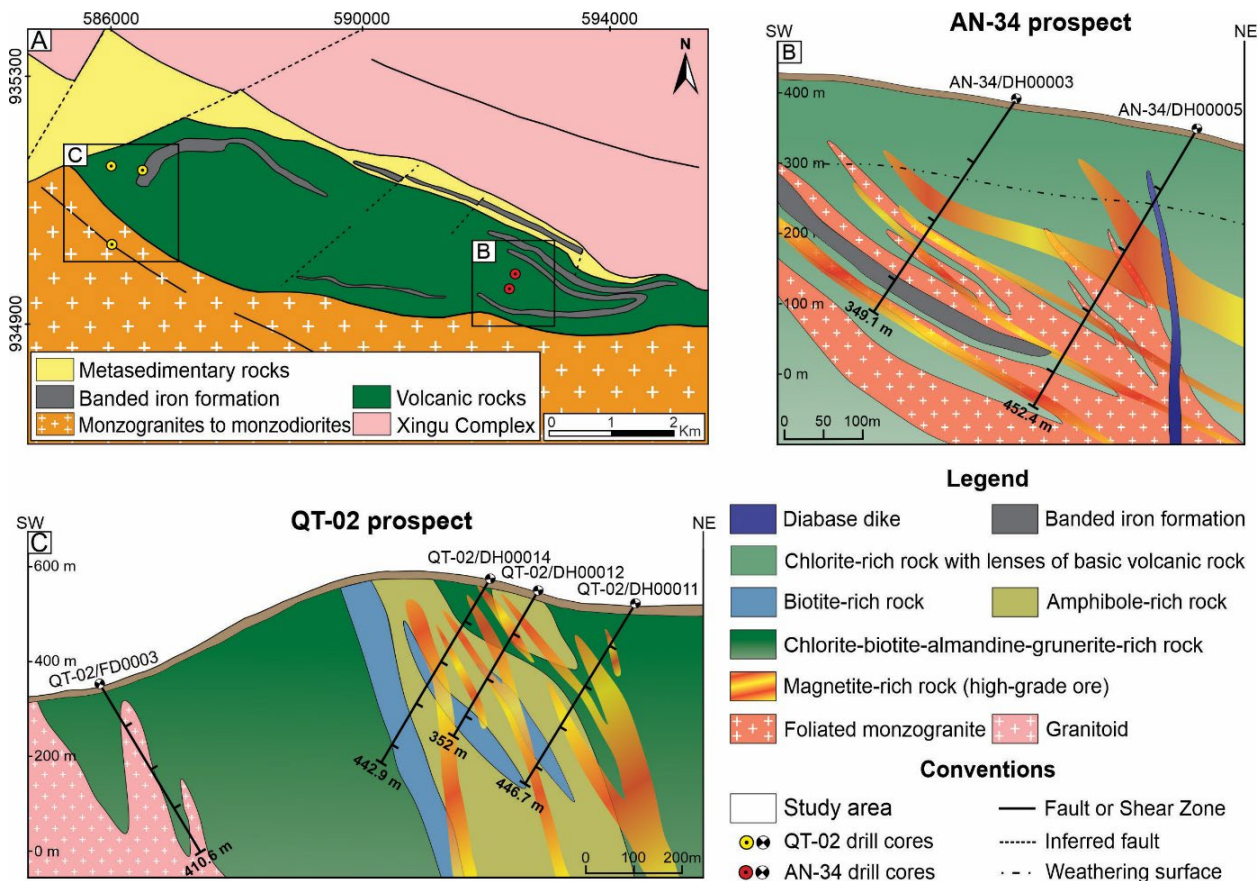 586000
590000
594000
935300
934900
A
N
C
B
Metasedimentary rocks
Banded iron formation
Volcanic rocks
Monzogranites to monzodiorites
Xingu Complex
0 1 2
Km
AN-34 prospect
SW
NE
B
AN-34/DH00003
AN-34/DH00005
400 m
300 m
200 m
100 m
0 m
349.1 m
452.4 m
0 50 100m
QT-02 prospect
SW
NE
C
QT-02/DH00014
QT-02/DH00012
QT-02/DH00011
QT-02/FD0003
600 m
400 m
200 m
0 m
442.9 m
352 m
446.7 m
410.6 m
0 100 200m
Legend
Diabase dike
Banded iron formation
Chlorite-rich rock with lenses of basic volcanic rock
Biotite-rich rock
Amphibole-rich rock
Chlorite-biotite-almandine-grunerite-rich rock
Magnetite-rich rock (high-grade ore)
Foliated monzogranite
Granitoid
Conventions
Study area
Fault or Shear Zone
QT-02 drill cores
Inferred fault
AN-34 drill cores
Weathering surface